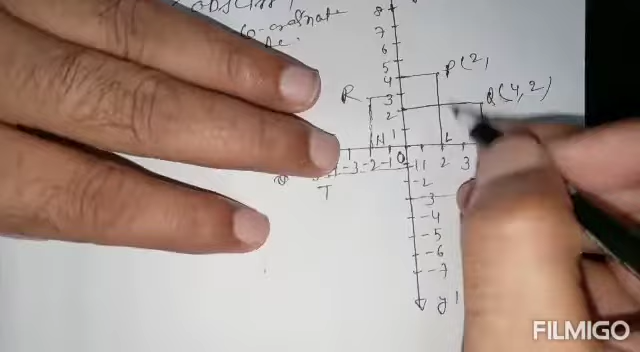 Co-ordinate
8
7
6
5
4 P(2,
R 3 Q(4,2)
2
1
M L
-3 -2 -1 0 1 2 3
T
-2
-3
-4
-5
-6
-7
y'
FILMIGO